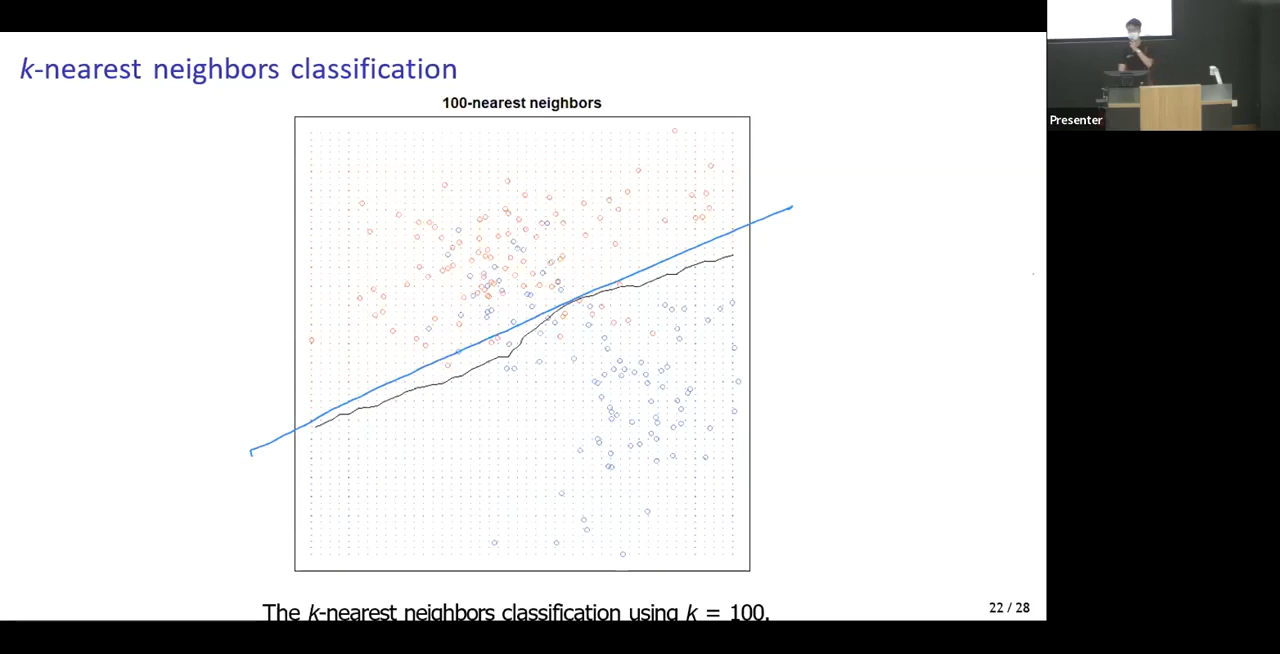 k-nearest neighbors classification
100-nearest neighbors
The k-nearest neighbors classification using k = 100.
22 / 28
Presenter